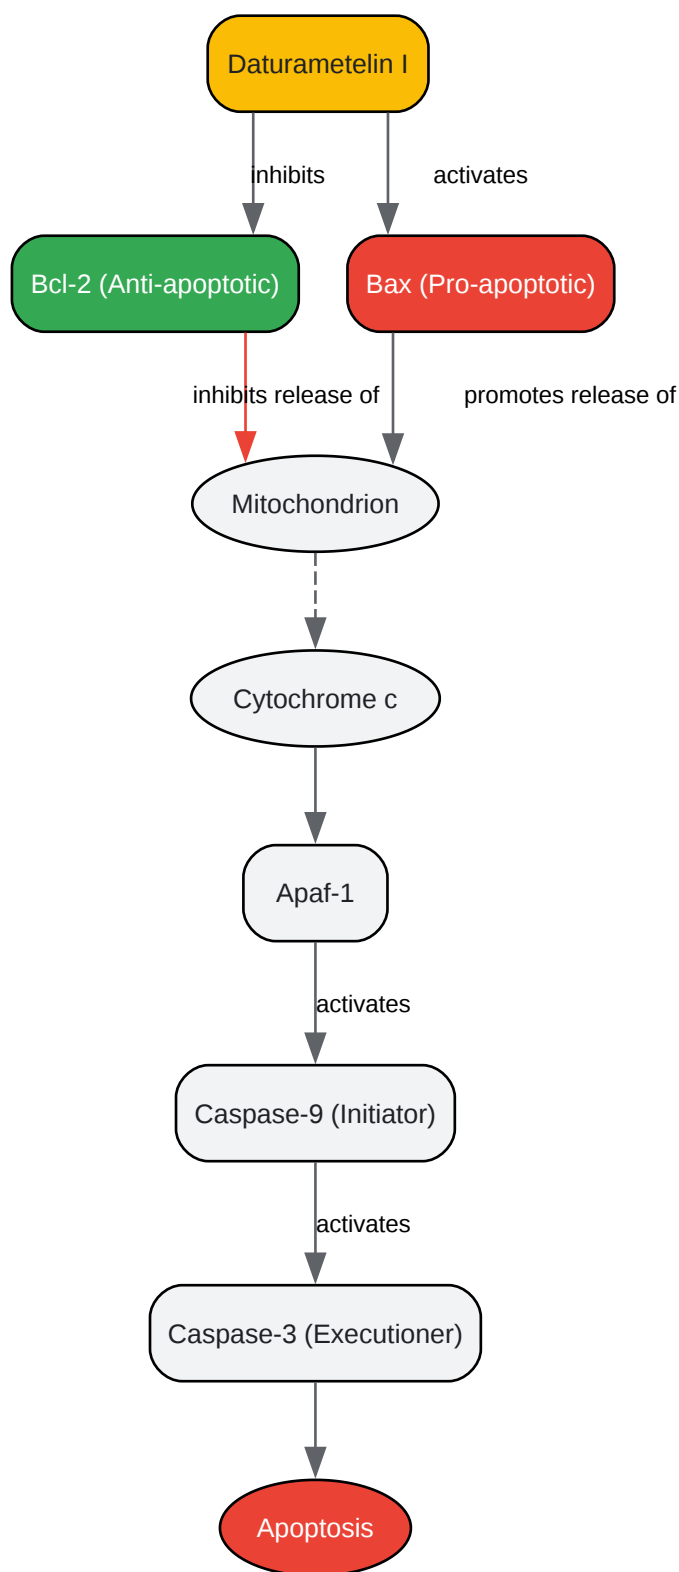 Daturametelin I
inhibits
activates
Bcl-2 (Anti-apoptotic)
Bax (Pro-apoptotic)
inhibits release of
promotes release of
Mitochondrion
Cytochrome c
Apaf-1
activates
Caspase-9 (Initiator)
activates
Caspase-3 (Executioner)
Apoptosis